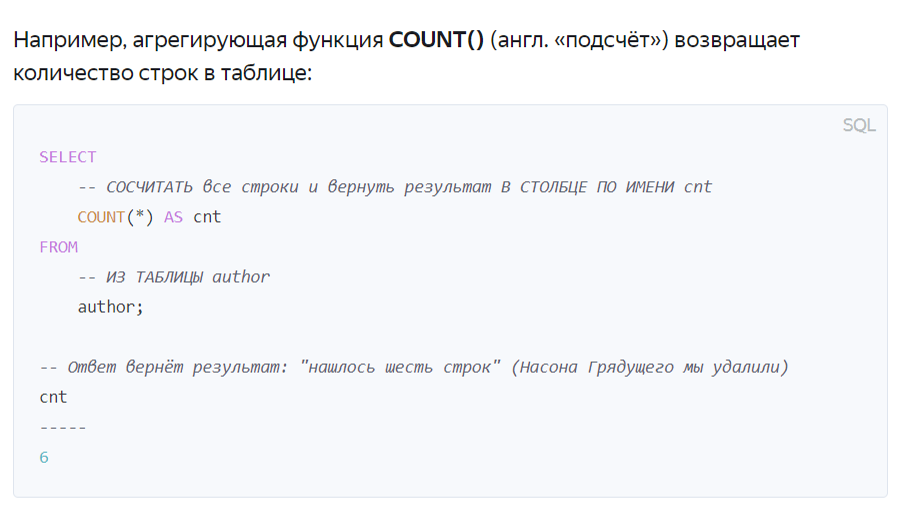 Например, агрегирующая функция COUNT() (англ. «подсчёт») возвращает
количество строк в таблице:
SQL
SELECT
-- СОСЧИТАТЬ все строки и вернуть результат В СТОЛБЦЕ ПО ИМЕНИ cnt
COUNT(*) AS cnt
FROM
-- ИЗ ТАБЛИЦЫ author
author;
-- Ответ вернёт результат: "нашлось шесть строк" (Насона Грядущего мы удалили)
cnt
-----
6